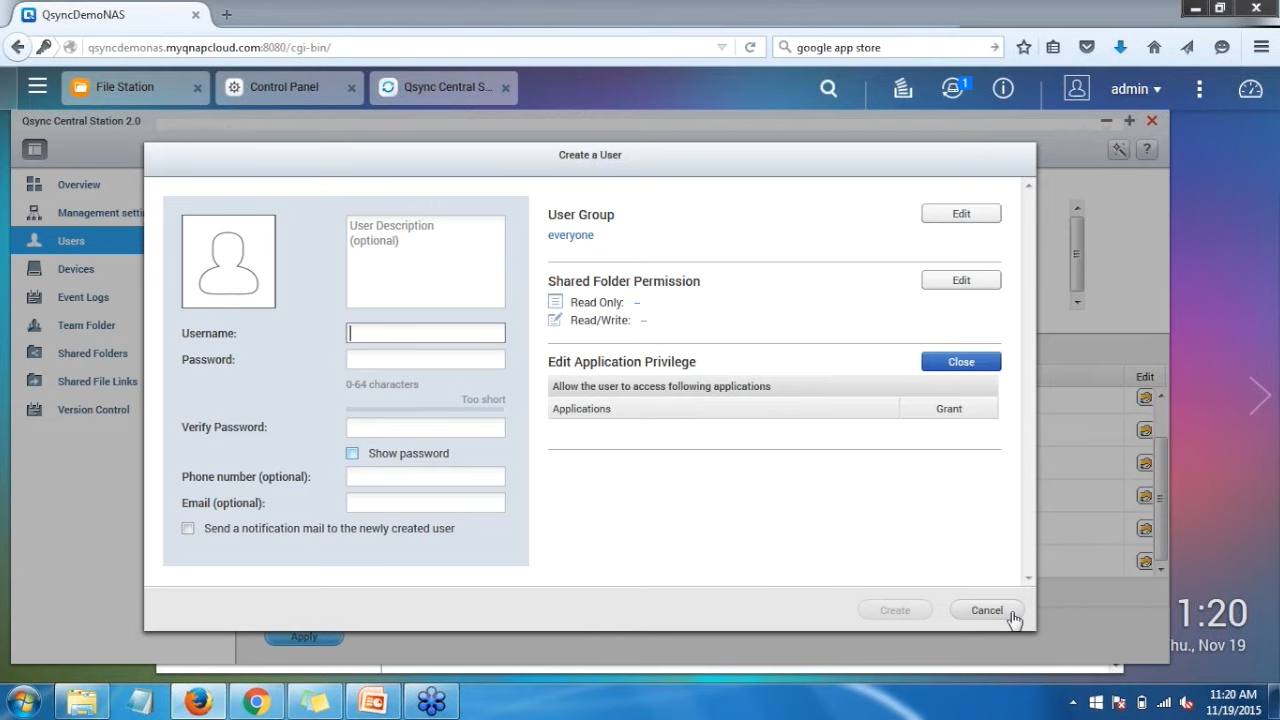 QsyncDemoNAS
qsyncdemonas.myqnapcloud.com:8080/cgi-bin/
google app store
File Station
Control Panel
Qsync Central S...
1
admin
Qsync Central Station 2.0
Create a User
Overview
Management setti
Users
Devices
Event Logs
Team Folder
Shared Folders
Shared File Links
Version Control
User Description
(optional)
Username:
Password:
0-64 characters
Too short
Verify Password:
Show password
Phone number (optional):
Email (optional):
Send a notification mail to the newly created user
User Group
Edit
everyone
Shared Folder Permission
Edit
Read Only: –
Read/Write: –
Edit Application Privilege
Close
Allow the user to access following applications
Applications
Grant
Edit
Create
Cancel
Apply
1:20
hu., Nov 19
11:20 AM
11/19/2015